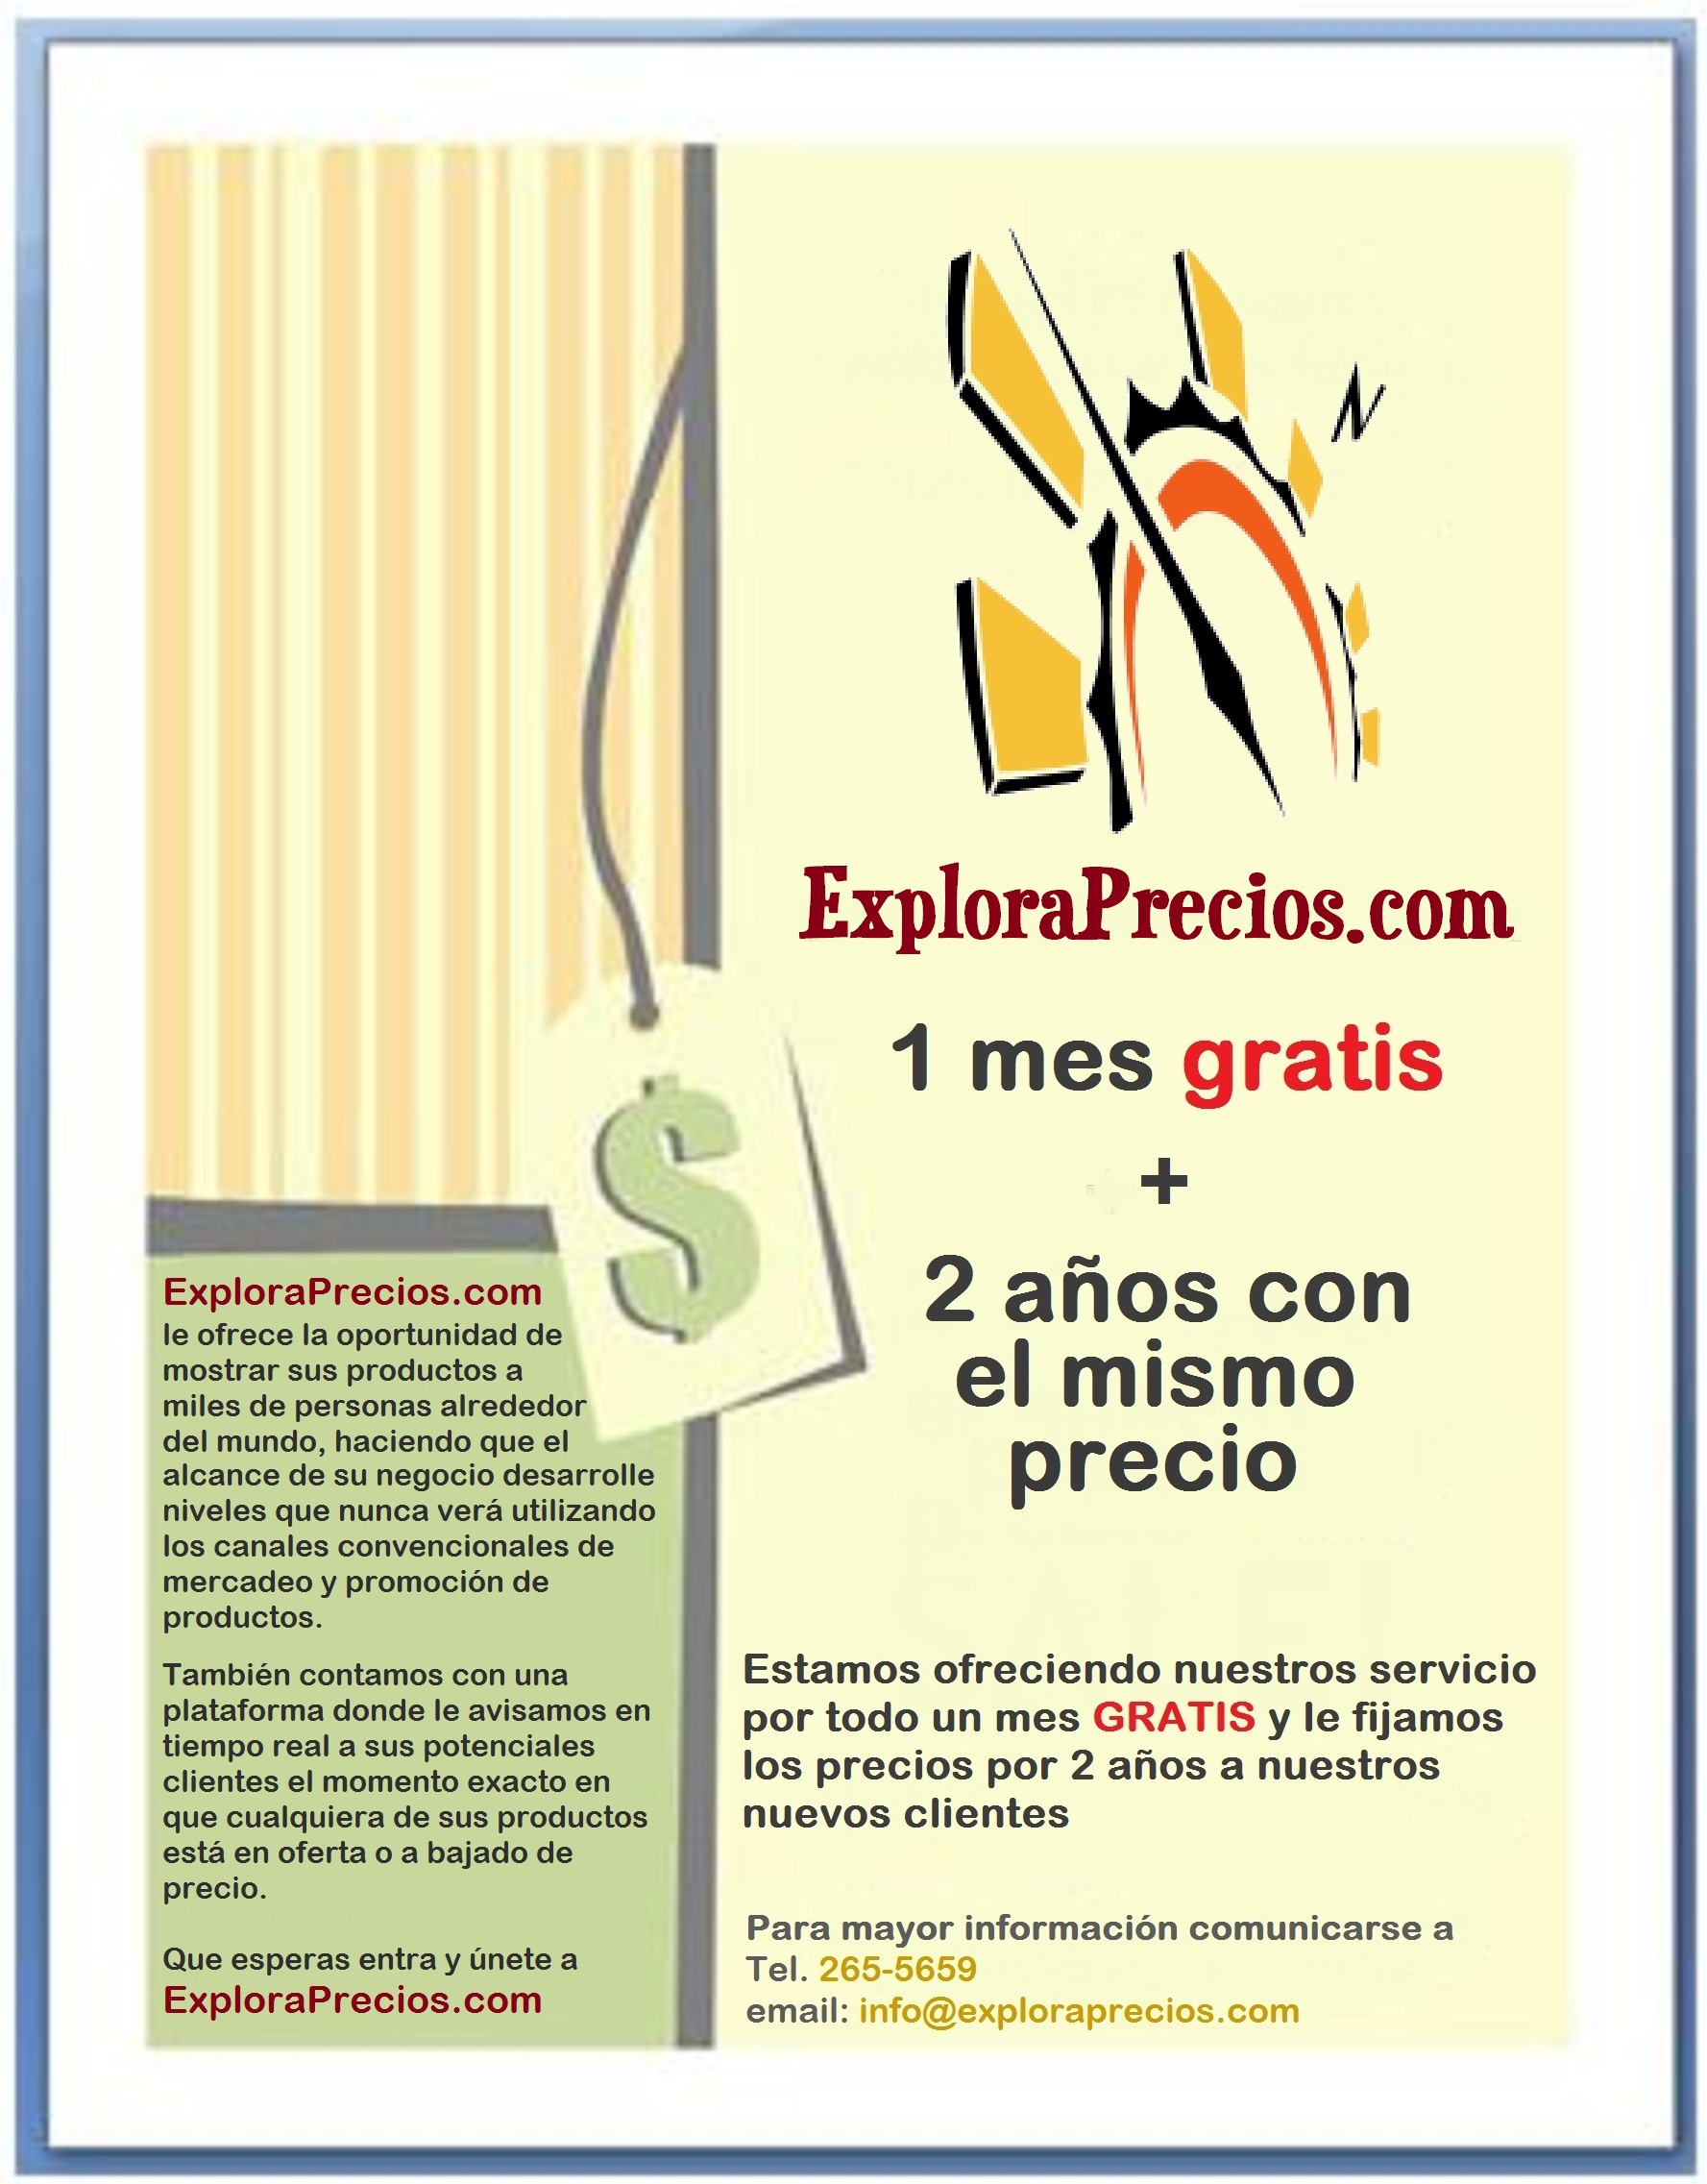 ExploraPrecios.com
1 mes gratis
+
2 años con
el mismo
precio
ExploraPrecios.com
le ofrece la oportunidad de
mostrar sus productos a
miles de personas alrededor
del mundo, haciendo que el
alcance de su negocio desarrolle
niveles que nunca verá utilizando
los canales convencionales de
mercadeo y promoción de
productos.
También contamos con una
plataforma donde le avisamos en
tiempo real a sus potenciales
clientes el momento exacto en
que cualquiera de sus productos
está en oferta o a bajado de
precio.
Que esperas entra y únete a
ExploraPrecios.com
Estamos ofreciendo nuestros servicio
por todo un mes GRATIS y le fijamos
los precios por 2 años a nuestros
nuevos clientes
Para mayor información comunicarse a
Tel. 265-5659
email: info@exploraprecios.com
N
$